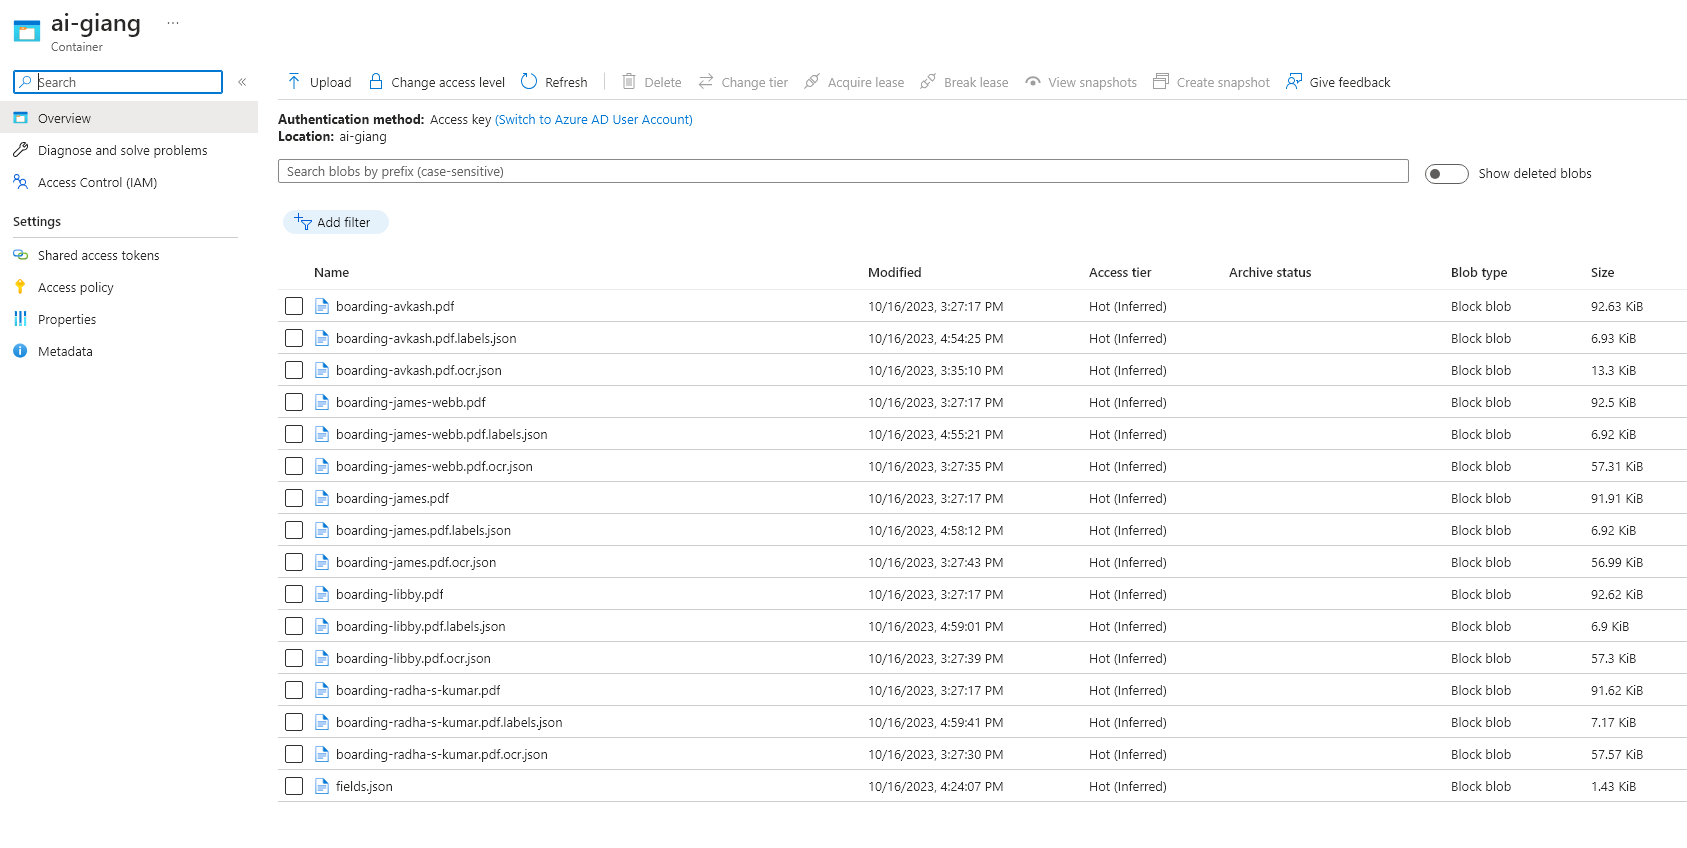 ai-giang ...
Container
Search «
Overview
Diagnose and solve problems
Access Control (IAM)
Settings
Shared access tokens
Access policy
Properties
Metadata
Upload Change access level Refresh Delete Change tier Acquire lease Break lease View snapshots Create snapshot Give feedback
Authentication method: Access key (Switch to Azure AD User Account)
Location: ai-giang
Search blobs by prefix (case-sensitive) Show deleted blobs
Add filter
Name Modified Access tier Archive status Blob type Size
boarding-avkash.pdf 10/16/2023, 3:27:17 PM Hot (Inferred) Block blob 92.63 KiB
boarding-avkash.pdf.labels.json 10/16/2023, 4:54:25 PM Hot (Inferred) Block blob 6.93 KiB
boarding-avkash.pdf.ocr.json 10/16/2023, 3:35:10 PM Hot (Inferred) Block blob 13.3 KiB
boarding-james-webb.pdf 10/16/2023, 3:27:17 PM Hot (Inferred) Block blob 92.5 KiB
boarding-james-webb.pdf.labels.json 10/16/2023, 4:55:21 PM Hot (Inferred) Block blob 6.92 KiB
boarding-james-webb.pdf.ocr.json 10/16/2023, 3:27:35 PM Hot (Inferred) Block blob 57.31 KiB
boarding-james.pdf 10/16/2023, 3:27:17 PM Hot (Inferred) Block blob 91.91 KiB
boarding-james.pdf.labels.json 10/16/2023, 4:58:12 PM Hot (Inferred) Block blob 6.92 KiB
boarding-james.pdf.ocr.json 10/16/2023, 3:27:43 PM Hot (Inferred) Block blob 56.99 KiB
boarding-libby.pdf 10/16/2023, 3:27:17 PM Hot (Inferred) Block blob 92.62 KiB
boarding-libby.pdf.labels.json 10/16/2023, 4:59:01 PM Hot (Inferred) Block blob 6.9 KiB
boarding-libby.pdf.ocr.json 10/16/2023, 3:27:39 PM Hot (Inferred) Block blob 57.3 KiB
boarding-radha-s-kumar.pdf 10/16/2023, 3:27:17 PM Hot (Inferred) Block blob 91.62 KiB
boarding-radha-s-kumar.pdf.labels.json 10/16/2023, 4:59:41 PM Hot (Inferred) Block blob 7.17 KiB
boarding-radha-s-kumar.pdf.ocr.json 10/16/2023, 3:27:30 PM Hot (Inferred) Block blob 57.57 KiB
fields.json 10/16/2023, 4:24:07 PM Hot (Inferred) Block blob 1.43 KiB